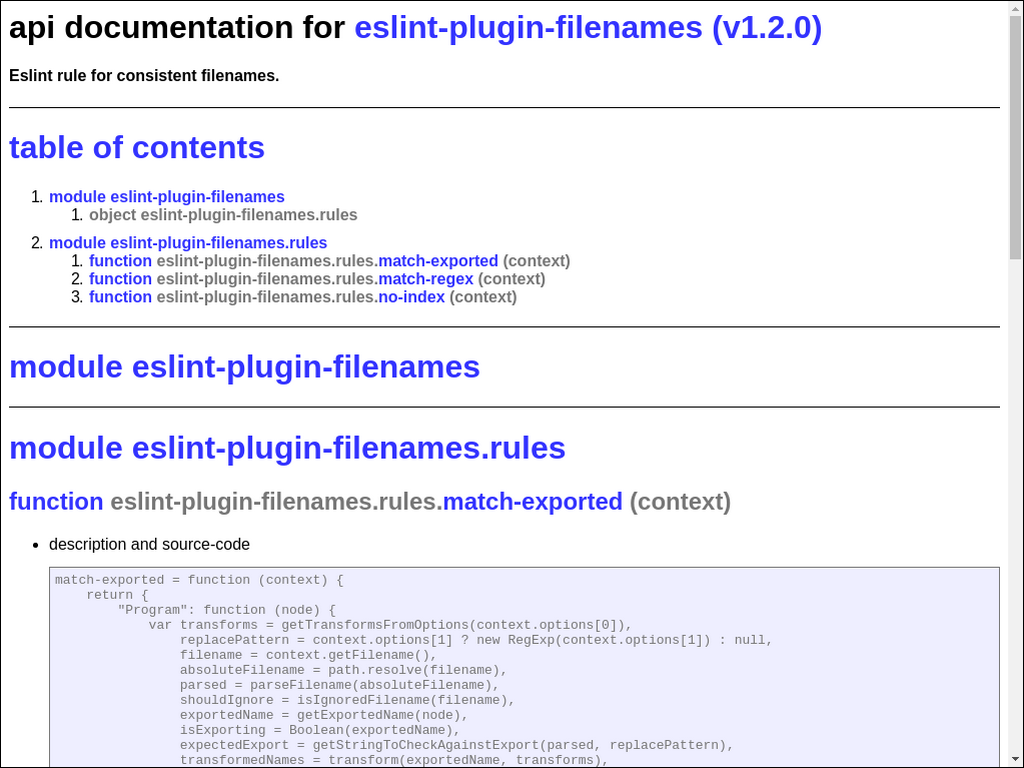 api documentation for eslint-plugin-filenames (v1.2.0)
Eslint rule for consistent filenames.
table of contents
1. module eslint-plugin-filenames
1. object eslint-plugin-filenames.rules
2. module eslint-plugin-filenames.rules
1. function eslint-plugin-filenames.rules.match-exported (context)
2. function eslint-plugin-filenames.rules.match-regex (context)
3. function eslint-plugin-filenames.rules.no-index (context)
module eslint-plugin-filenames
module eslint-plugin-filenames.rules
function eslint-plugin-filenames.rules.match-exported (context)
• description and source-code
match-exported = function (context) {
    return {
        "Program": function (node) {
            var transforms = getTransformsFromOptions(context.options[0]),
                replacePattern = context.options[1] ? new RegExp(context.options[1]) : null,
                filename = context.getFilename(),
                absoluteFilename = path.resolve(filename),
                parsed = parseFilename(absoluteFilename),
                shouldIgnore = isIgnoredFilename(filename),
                exportedName = getExportedName(node),
                isExporting = Boolean(exportedName),
                expectedExport = getStringToCheckAgainstExport(parsed, replacePattern),
                transformedNames = transform(exportedName, transforms),